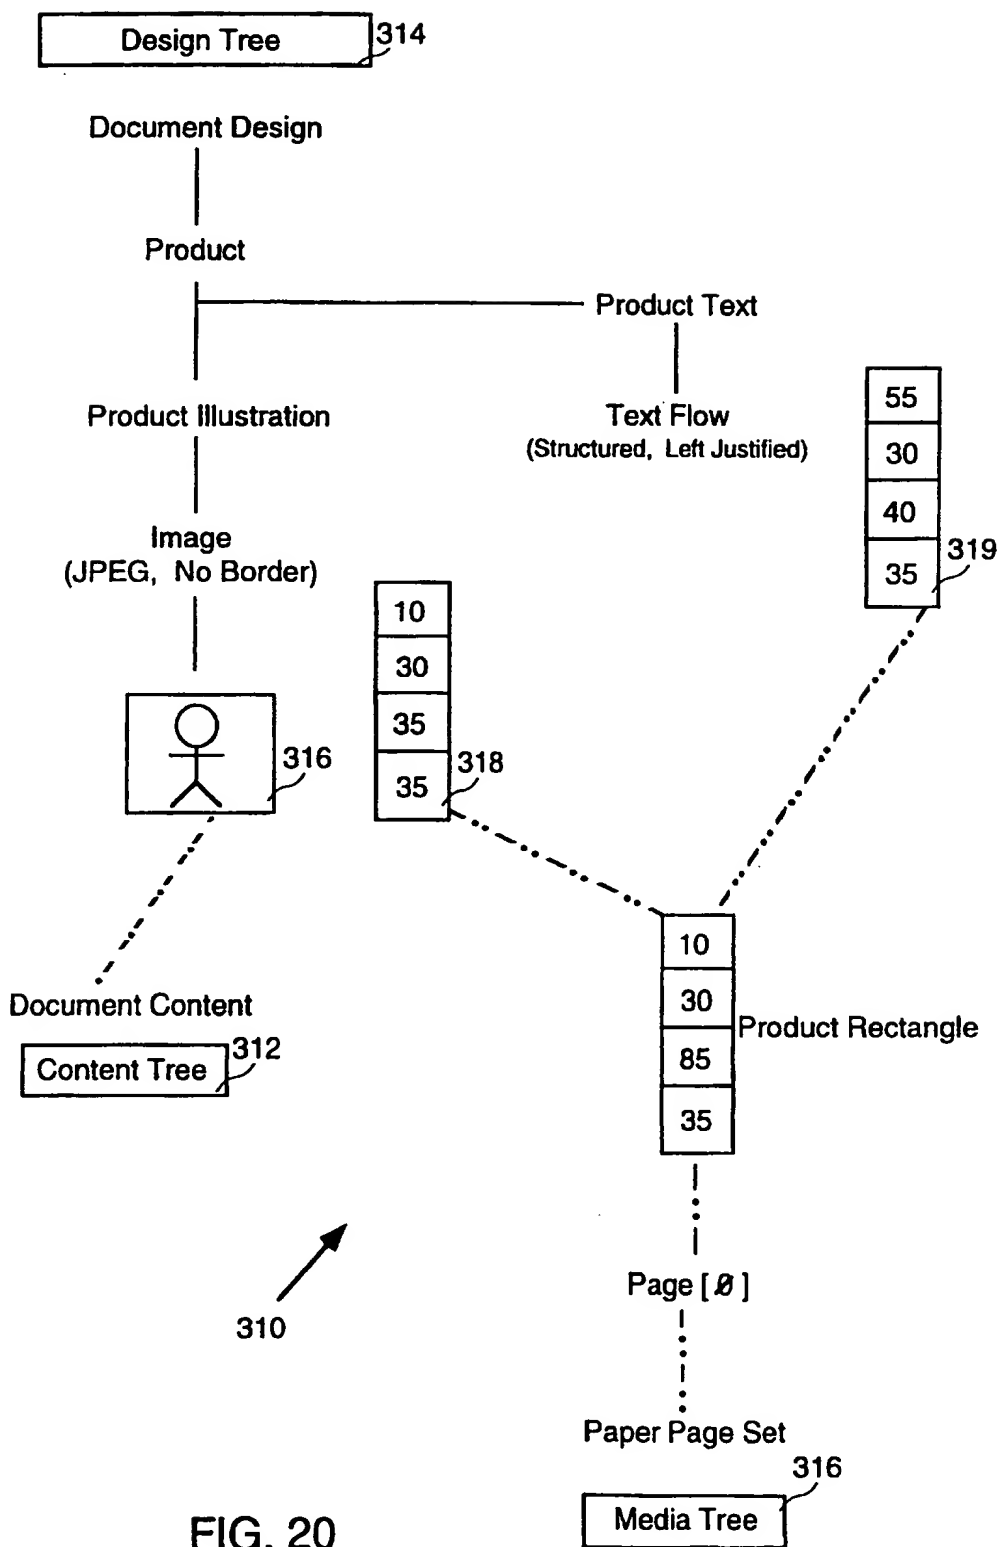 Design Tree
314
Document Design
Product
Product Text
Product Illustration
Text Flow
(Structured, Left Justified)
55
30
40
35
319
Image
(JPEG, No Border)
10
30
35
35
318
316
Document Content
Content Tree
312
10
30
85
35
Product Rectangle
Page [ 0 ]
310
Paper Page Set
316
Media Tree
FIG. 20